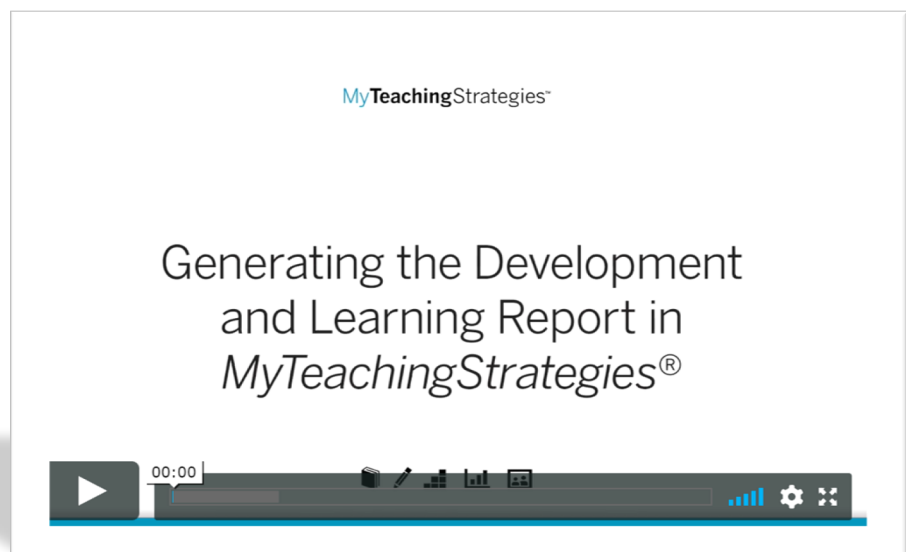 MyTeachingStrategies™
Generating the Development
and Learning Report in
MyTeachingStrategies®
00:00